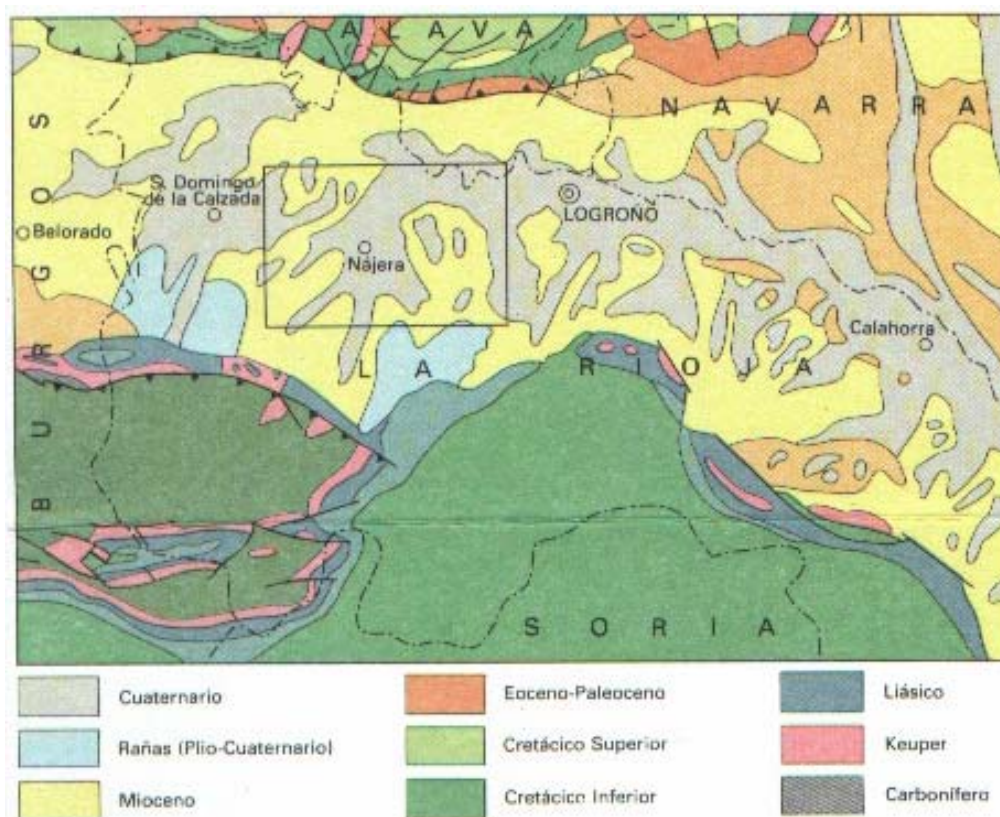 A L A V A
N A V A R R A
B U R G O S
S. Domingo
de la Calzada
LOGROÑO
Belorado
Nájera
Calahorra
L A R I O J A
S O R I A
Cuaternario
Eoceno-Paleoceno
Liásico
Rañas (Plio-Cuaternario)
Cretácico Superior
Keuper
Mioceno
Cretácico Inferior
Carbonífero